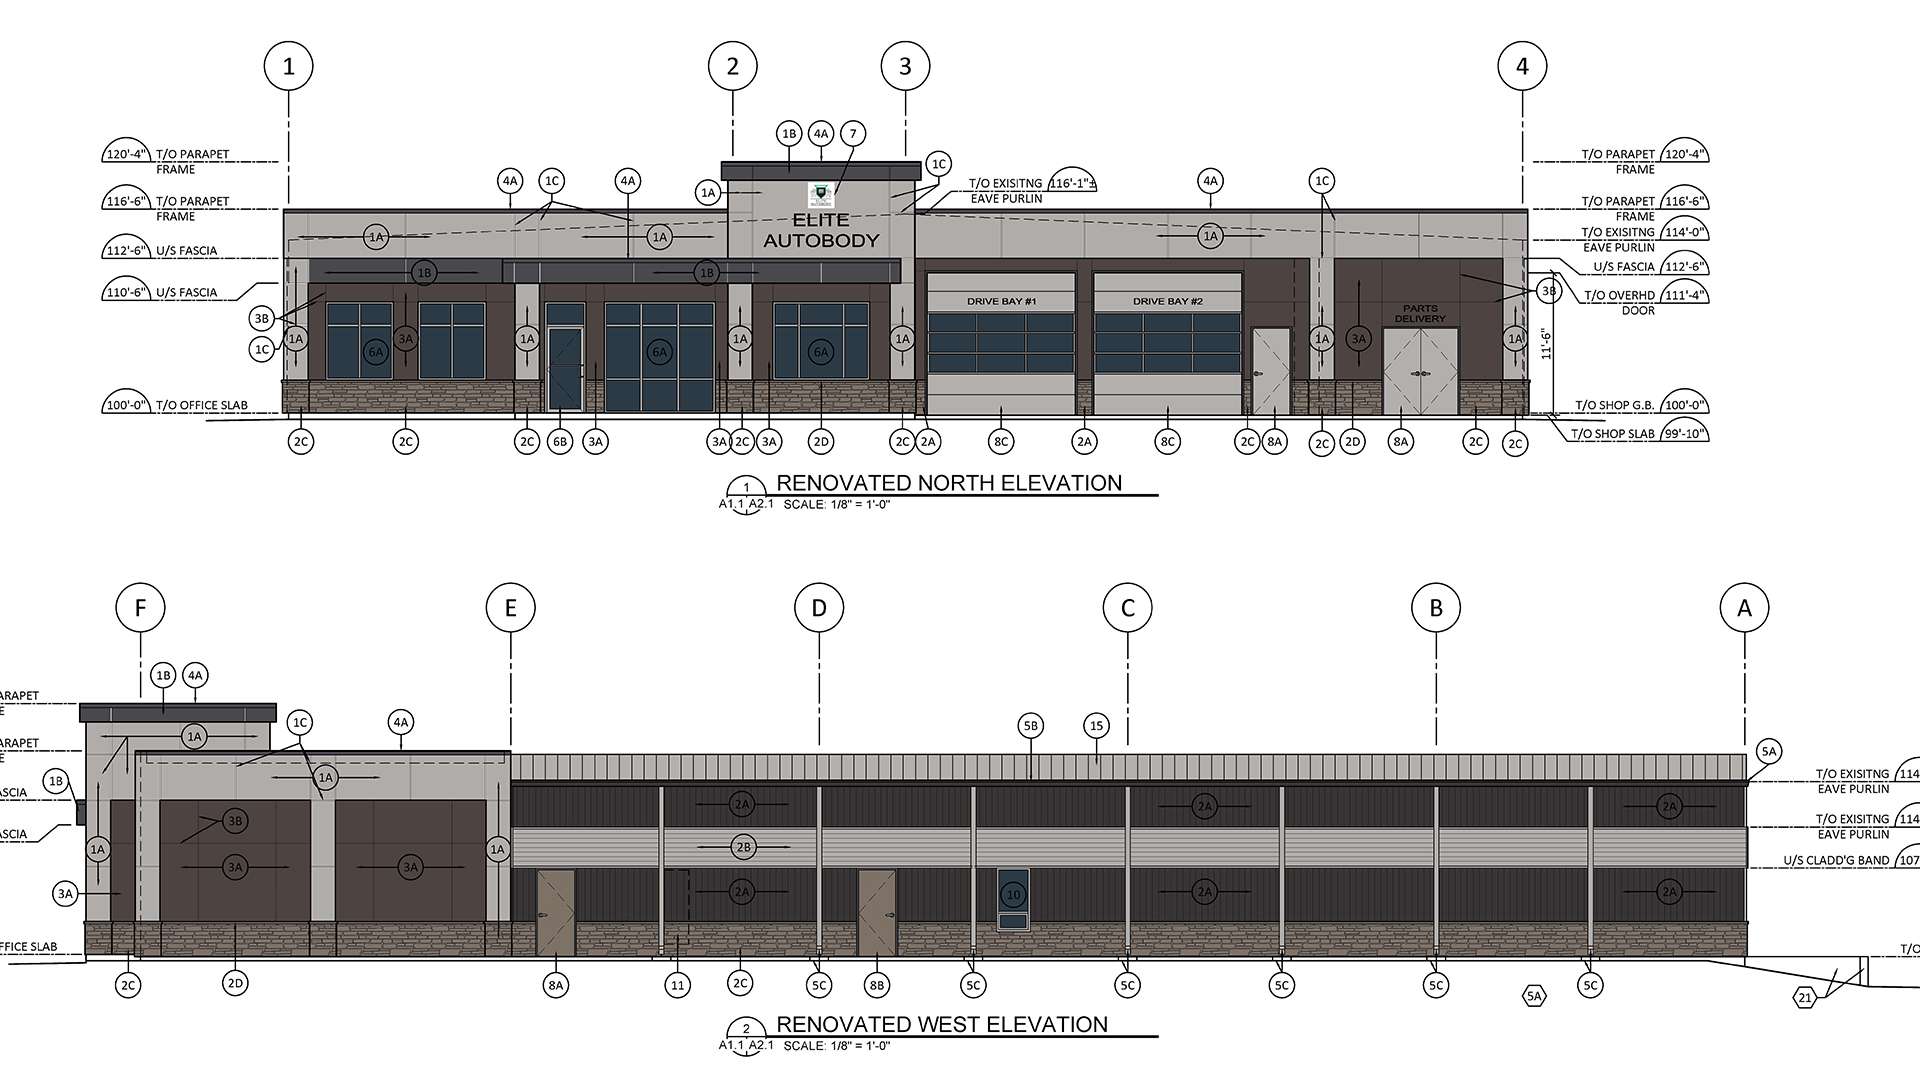 1 2 3 4
1B 4A 7
120'-4" T/O PARAPET
FRAME
T/O PARAPET 120'-4"
FRAME
4A 1C 4A 1A 1C
T/O EXISITNG 116'-1"±
EAVE PURLIN
4A 1C
116'-6" T/O PARAPET
FRAME
T/O PARAPET 116'-6"
FRAME
ELITE
AUTOBODY
1A 1A 1A
T/O EXISITNG 114'-0"
EAVE PURLIN
112'-6" U/S FASCIA
U/S FASCIA 112'-6"
1B 1B
110'-6" U/S FASCIA
3B
T/O OVERHD 111'-4"
DOOR
DRIVE BAY #1 DRIVE BAY #2
PARTS
DELIVERY
3B
1A 3A 1A 1A 1A 1A 3A 1A
11'-6"
1C 6A 6A 6A
100'-0" T/O OFFICE SLAB
T/O SHOP G.B. 100'-0"
T/O SHOP SLAB 99'-10"
2C 2C 2C 6B 3A 3A 2C 3A 2D 2C 2A 8C 2A 8C 2C 8A 2C 2D 8A 2C 2C
1 RENOVATED NORTH ELEVATION
A1.1 A2.1 SCALE: 1/8" = 1'-0"
F E D C B A
1B 4A
ARAPET
E
1C 4A 5B 15
1A
ARAPET
E
5A
1B 1A
T/O EXISITNG 114
EAVE PURLIN
ASCIA
2A 2A 2A
3B
T/O EXISITNG 114
EAVE PURLIN
ASCIA
1A 1A 2B
U/S CLADD'G BAND 107
3A 3A
3A 2A 10 2A 2A
FFICE SLAB
T/O
2C 2D 8A 11 2C 5C 8B 5C 5C 5C 5C 5A 5C 21
2 RENOVATED WEST ELEVATION
A1.1 A2.1 SCALE: 1/8" = 1'-0"